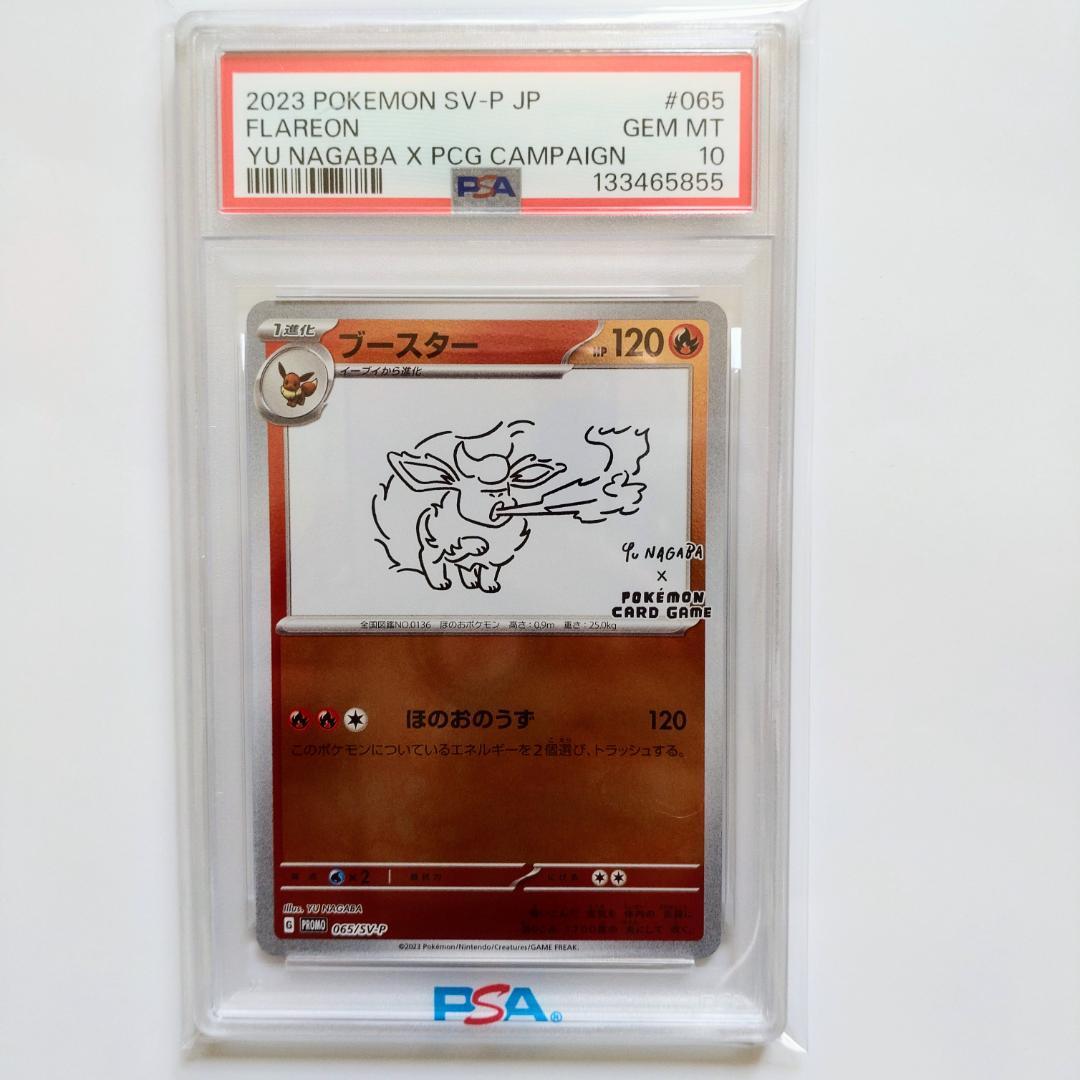 2023 POKEMON SV-P JP #065
FLAREON GEM MT
YU NAGABA X PCG CAMPAIGN 10
PSA 133465855
1進化 ブースター HP 120
イーブイから進化
YU NAGABA
X
POKÉMON
CARD GAME
全国図鑑NO.0136 ほのおポケモン 高さ:0.9m 重さ:25.0kg
ほのおのうず 120
このポケモンについているエネルギーを2個選び、トラッシュする。
×2
にげる
Illus. YU NAGABA
G PROMO 065/SV-P
©2023 Pokémon/Nintendo/Creatures/GAME FREAK.
PSA®